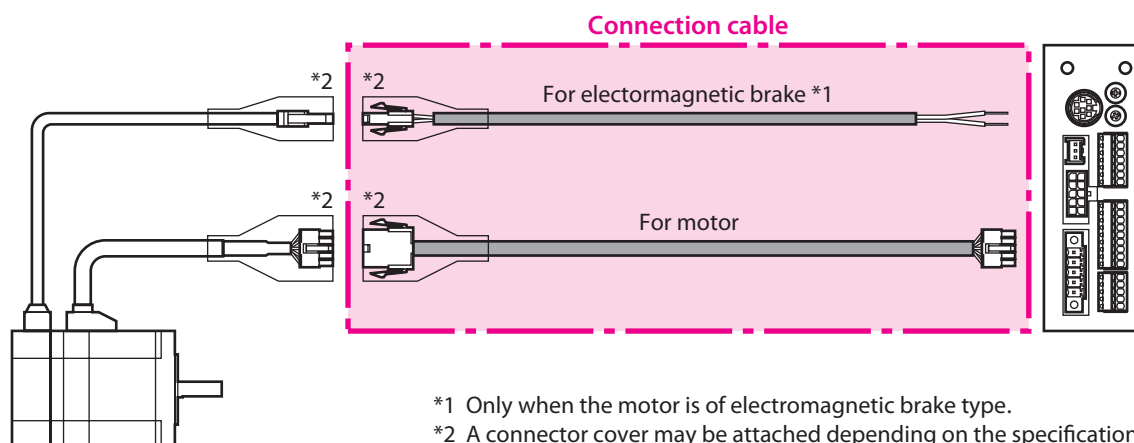 Connection cable
*2 *2
For electormagnetic brake *1
*2 *2
For motor
*1 Only when the motor is of electromagnetic brake type.
*2 A connector cover may be attached depending on the specification